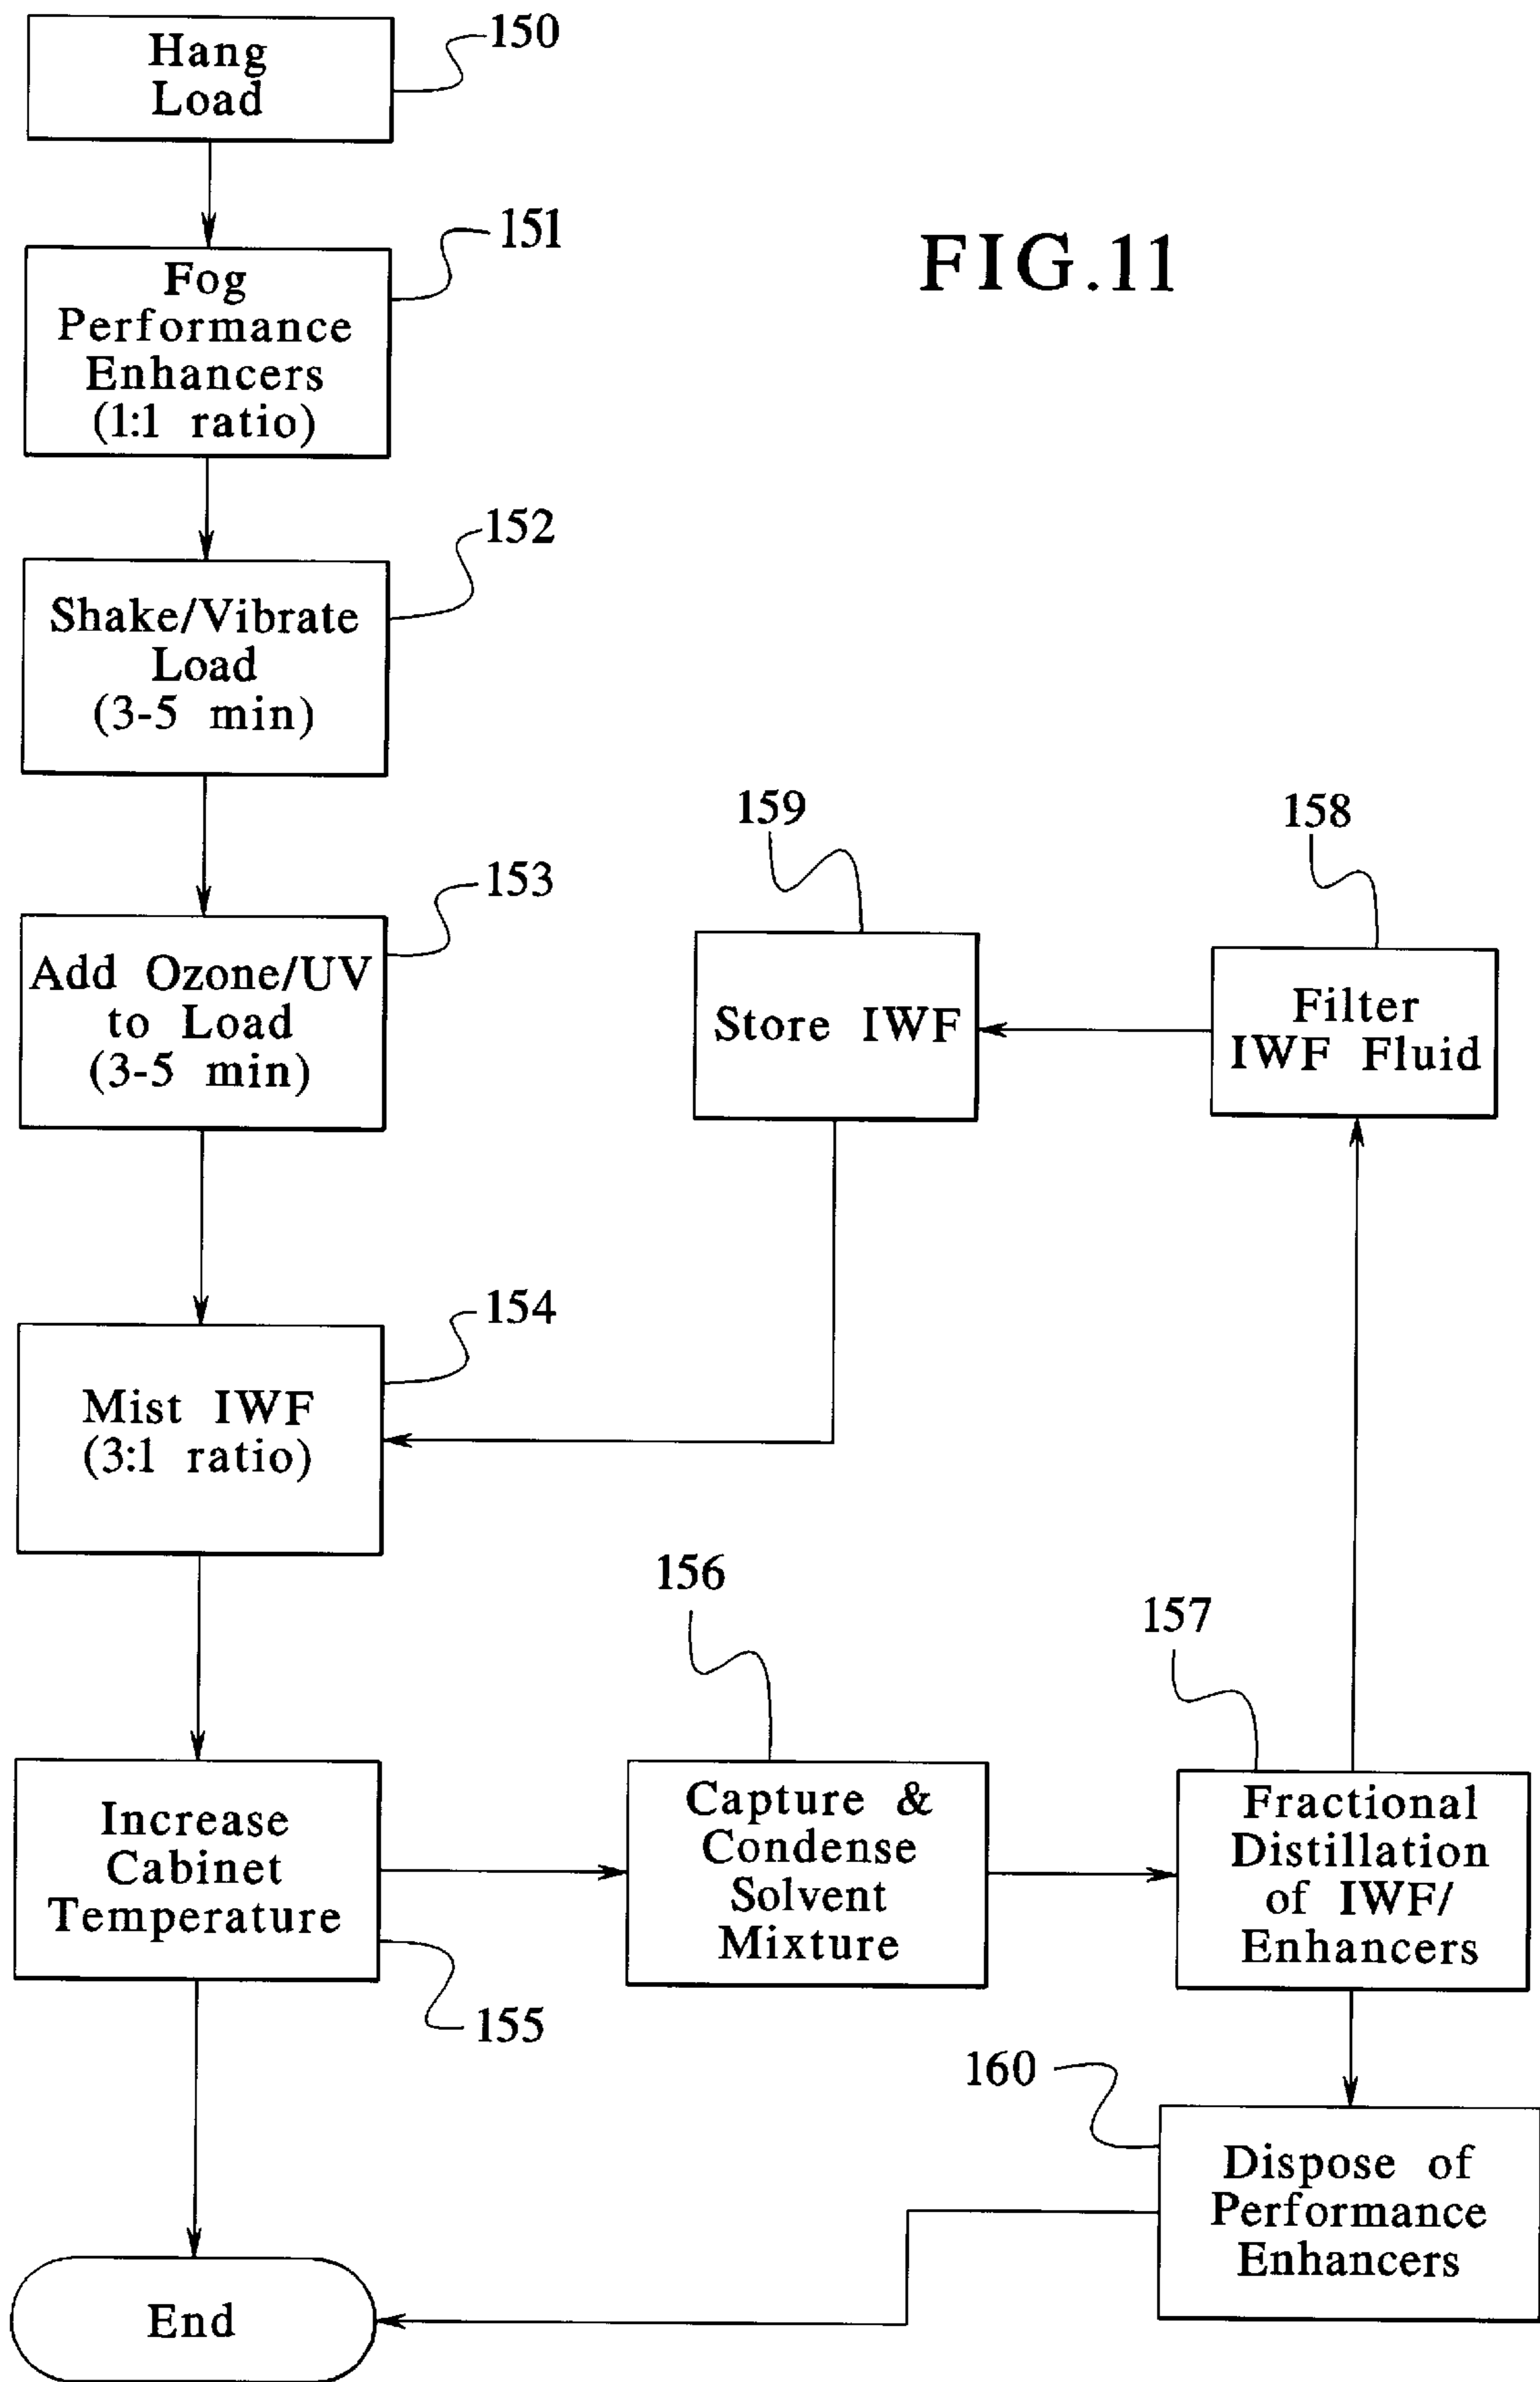 Hang
Load
150
FIG.11
Fog
Performance
Enhancers
(1:1 ratio)
151
Shake/Vibrate
Load
(3-5 min)
152
Add Ozone/UV
to Load
(3-5 min)
153
Mist IWF
(3:1 ratio)
154
Increase
Cabinet
Temperature
155
Capture &
Condense
Solvent
Mixture
156
Fractional
Distillation
of IWF/
Enhancers
157
Filter
IWF Fluid
158
Store IWF
159
Dispose of
Performance
Enhancers
160
End